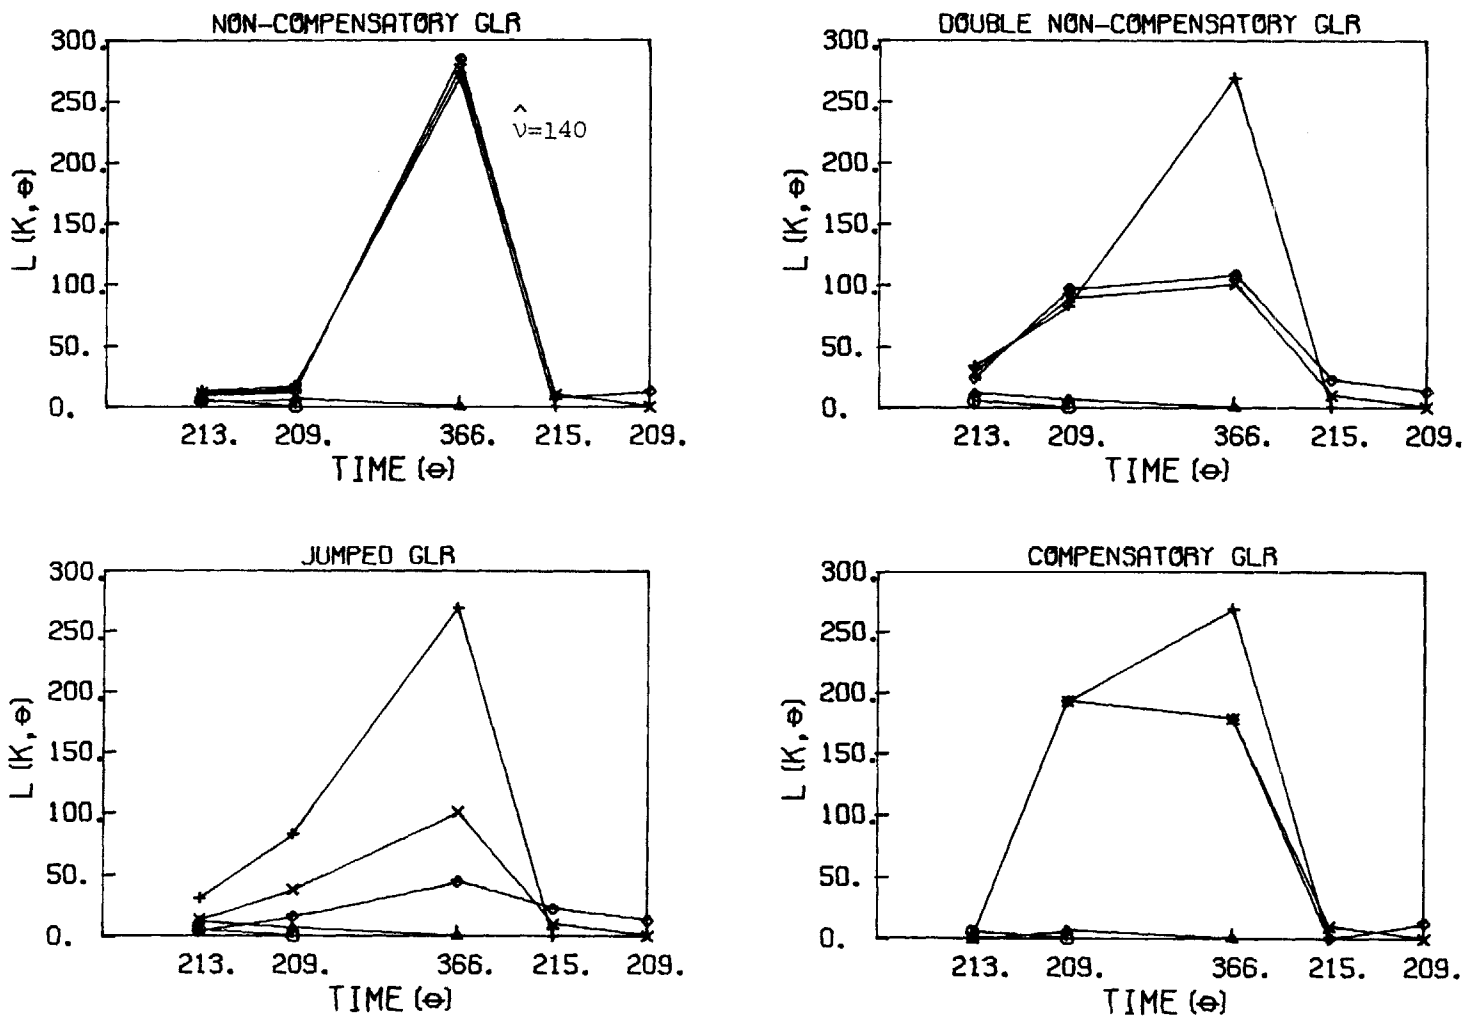 NON-COMPENSATORY GLR
300.
250.
200.
150.
100.
50.
0.
L (K,Θ)
^
ν=140
213. 209. 366. 215. 209.
TIME (Θ)
DOUBLE NON-COMPENSATORY GLR
300.
250.
200.
150.
100.
50.
0.
L (K,Θ)
213. 209. 366. 215. 209.
TIME (Θ)
JUMPED GLR
300.
250.
200.
150.
100.
50.
0.
L (K,Θ)
213. 209. 366. 215. 209.
TIME (Θ)
COMPENSATORY GLR
300.
250.
200.
150.
100.
50.
0.
L (K,Θ)
213. 209. 366. 215. 209.
TIME (Θ)